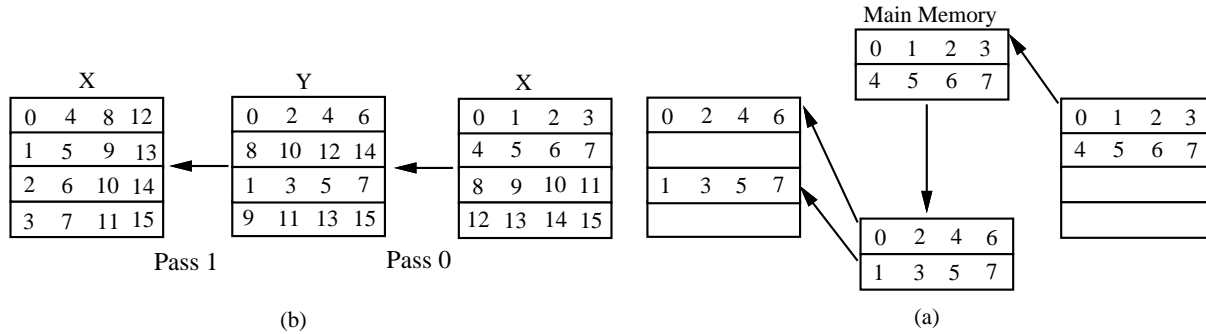 X
0 4 8 12
1 5 9 13
2 6 10 14
3 7 11 15
Pass 1
Y
0 2 4 6
8 10 12 14
1 3 5 7
9 11 13 15
Pass 0
X
0 1 2 3
4 5 6 7
8 9 10 11
12 13 14 15
(b)
Main Memory
0 1 2 3
4 5 6 7
0 2 4 6
1 3 5 7
0 2 4 6
1 3 5 7
0 1 2 3
4 5 6 7
(a)